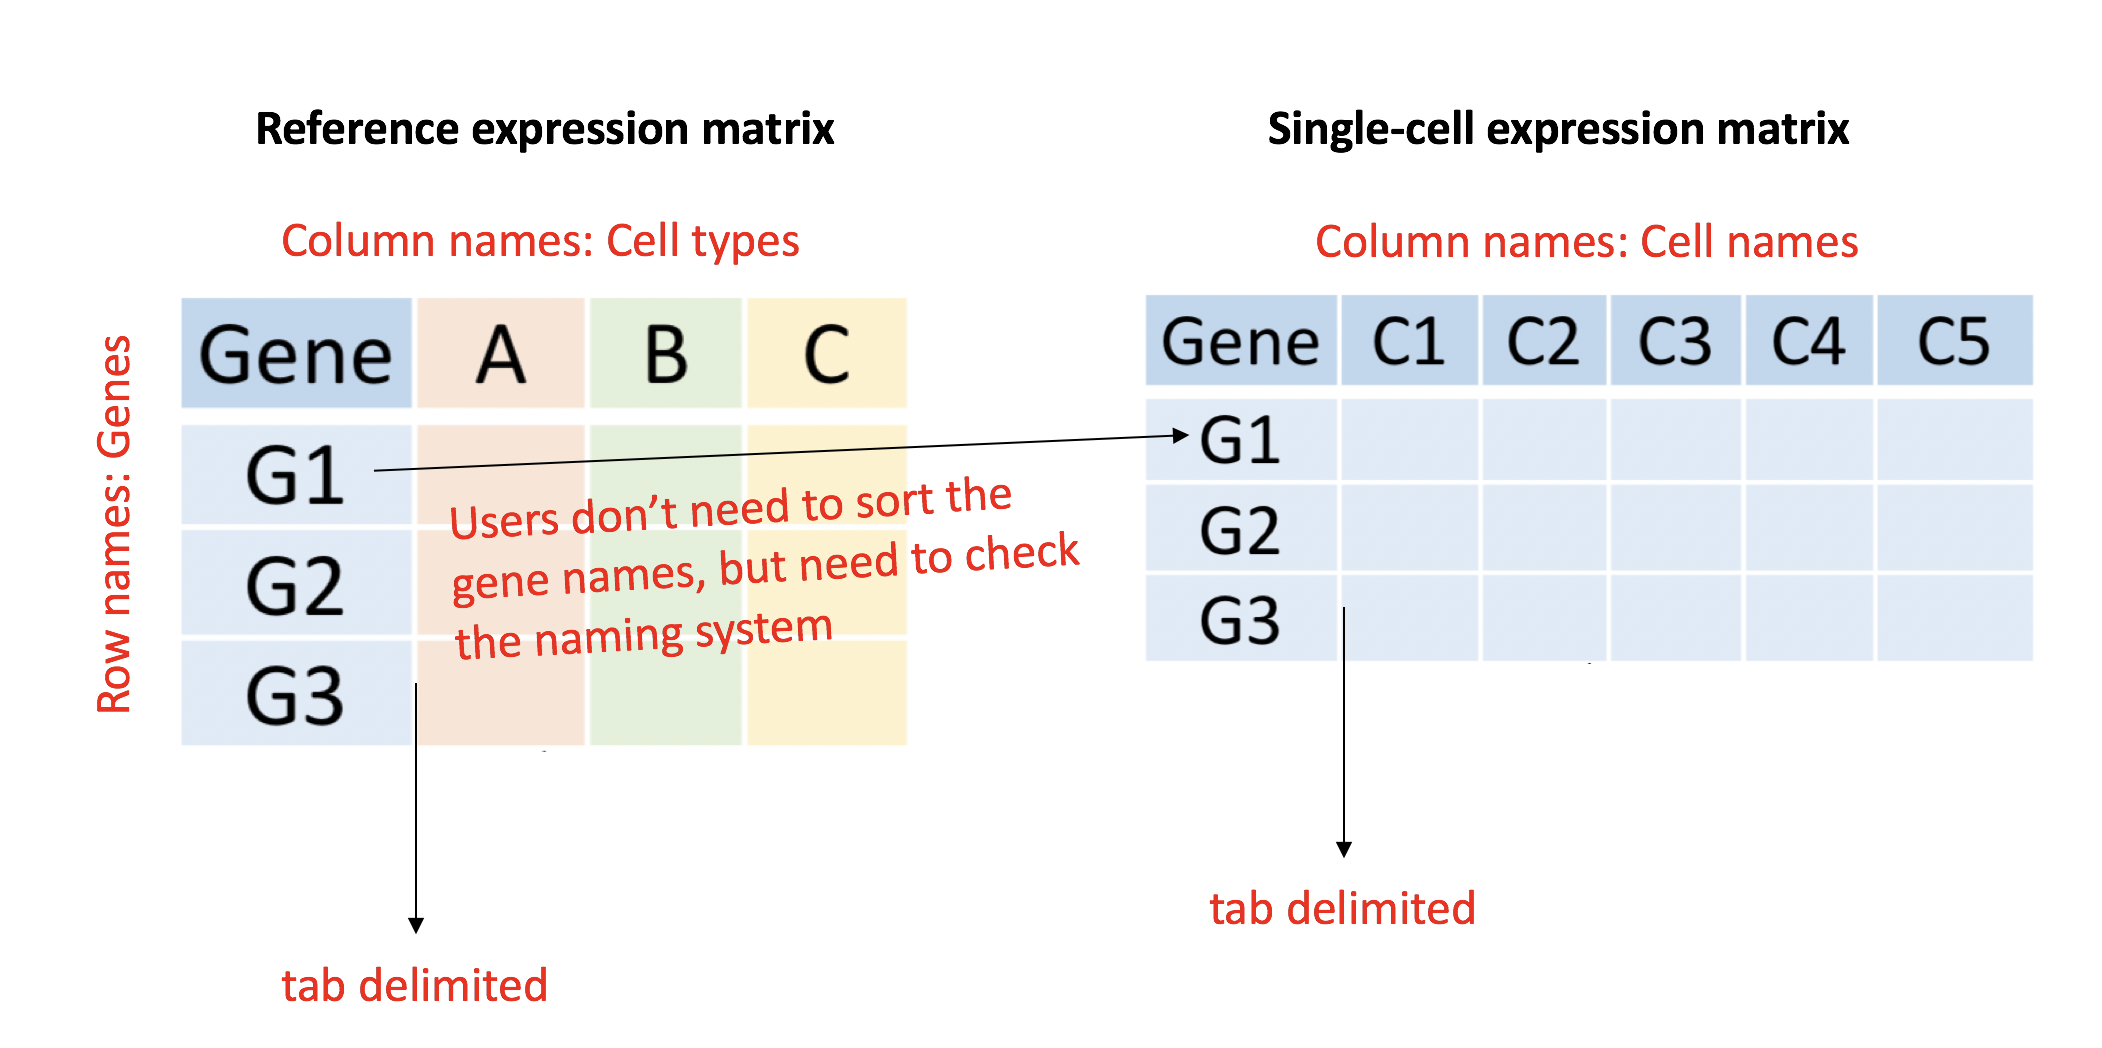 Reference expression matrix
Column names: Cell types
Row names: Genes
Gene A B C
G1
G2
G3
Users don’t need to sort the
gene names, but need to check
the naming system
tab delimited
Single-cell expression matrix
Column names: Cell names
Gene C1 C2 C3 C4 C5
G1
G2
G3
tab delimited